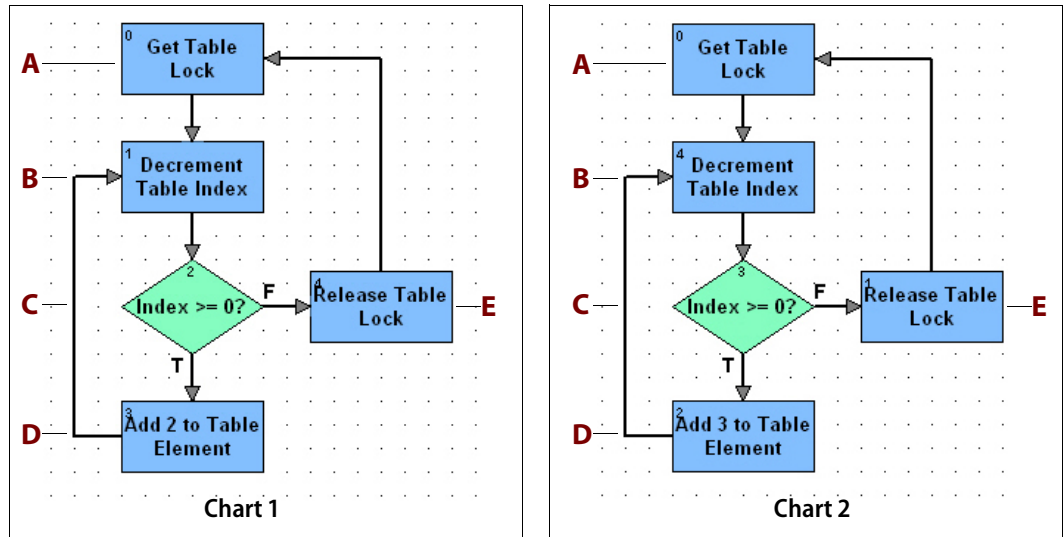 A
0
Get Table
Lock
B
1
Decrement
Table Index
C
2
Index >= 0?
F
4
Release Table
Lock
E
T
D
3
Add 2 to Table
Element
Chart 1
A
0
Get Table
Lock
B
4
Decrement
Table Index
C
3
Index >= 0?
F
1
Release Table
Lock
E
T
D
2
Add 3 to Table
Element
Chart 2